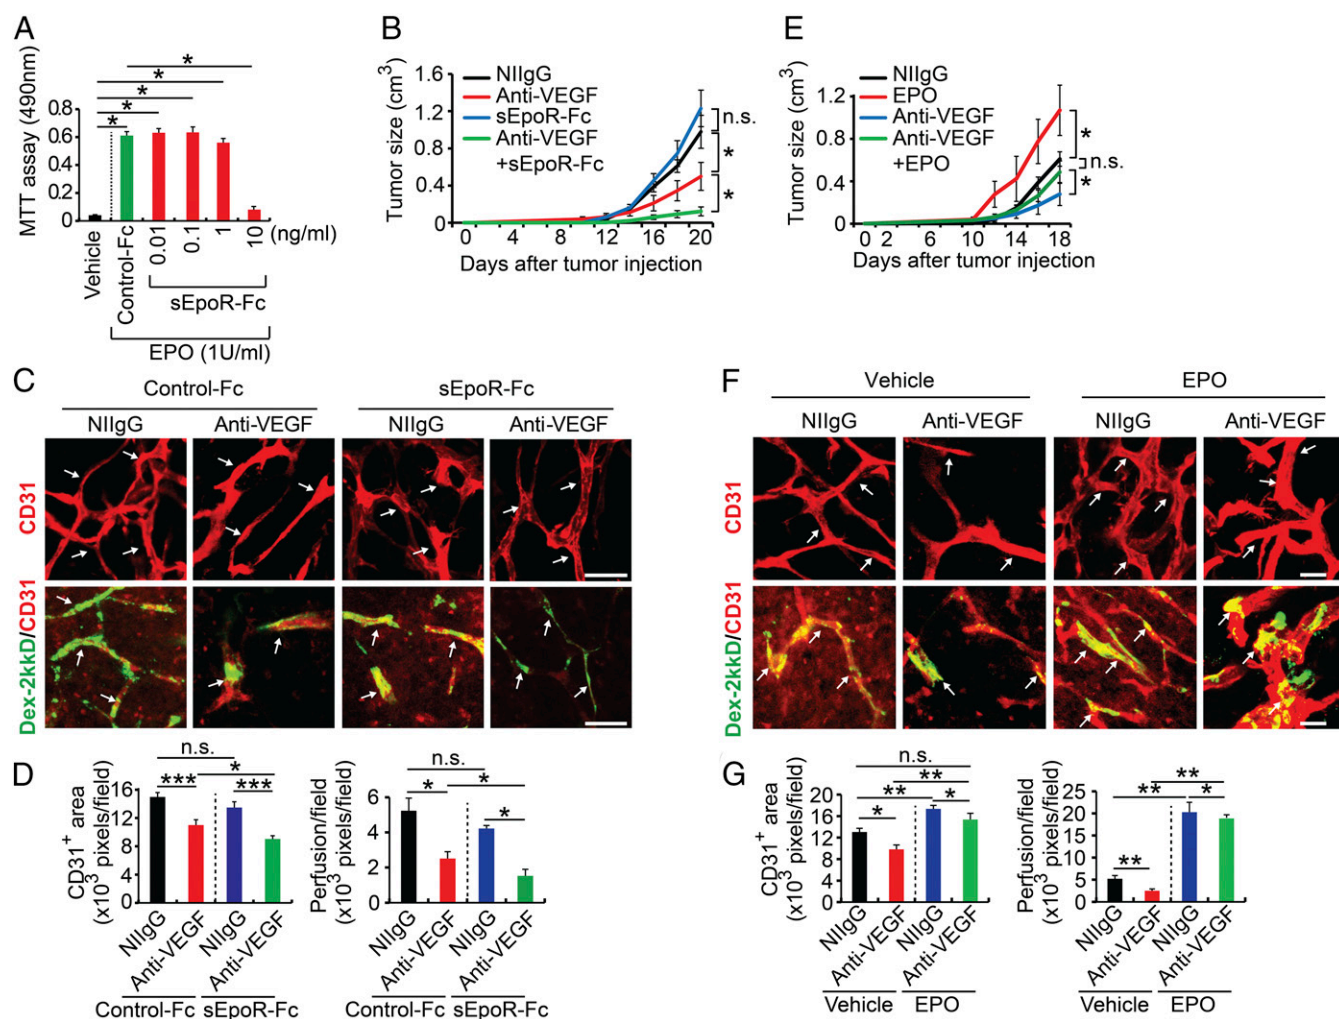 A
MTT assay (490nm)
0.8
0.6
0.4
0.2
0
*
*
*
*
*
Vehicle
Control-Fc
0.01
0.1
1
10
(ng/ml)
sEpoR-Fc
EPO (1U/ml)
B
Tumor size (cm3)
1.6
1.2
0.8
0.4
0
NIIgG
Anti-VEGF
sEpoR-Fc
Anti-VEGF
+sEpoR-Fc
n.s.
*
*
0 4 8 12 16 20
Days after tumor injection
E
Tumor size (cm3)
1.2
0.8
0.4
0
NIIgG
EPO
Anti-VEGF
Anti-VEGF
+EPO
*
n.s.
*
0 2 6 10 14 18
Days after tumor injection
C
Control-Fc sEpoR-Fc
NIIgG Anti-VEGF NIIgG Anti-VEGF
CD31
Dex-2kkD/CD31
F
Vehicle EPO
NIIgG Anti-VEGF NIIgG Anti-VEGF
CD31
Dex-2kkD/CD31
D
CD31+ area
(x103 pixels/field)
16
12
8
4
0
n.s.
*** * ***
NIIgG
Anti-VEGF
NIIgG
Anti-VEGF
Control-Fc sEpoR-Fc
Perfusion/field
(x103 pixels/field)
6
4
2
0
n.s.
* * *
NIIgG
Anti-VEGF
NIIgG
Anti-VEGF
Control-Fc sEpoR-Fc
G
CD31+ area
(x103 pixels/field)
18
16
12
8
4
0
n.s.
**
** *
*
NIIgG
Anti-VEGF
NIIgG
Anti-VEGF
Vehicle EPO
Perfusion/field
(x103 pixels/field)
25
20
15
10
5
0
**
** *
**
NIIgG
Anti-VEGF
NIIgG
Anti-VEGF
Vehicle EPO